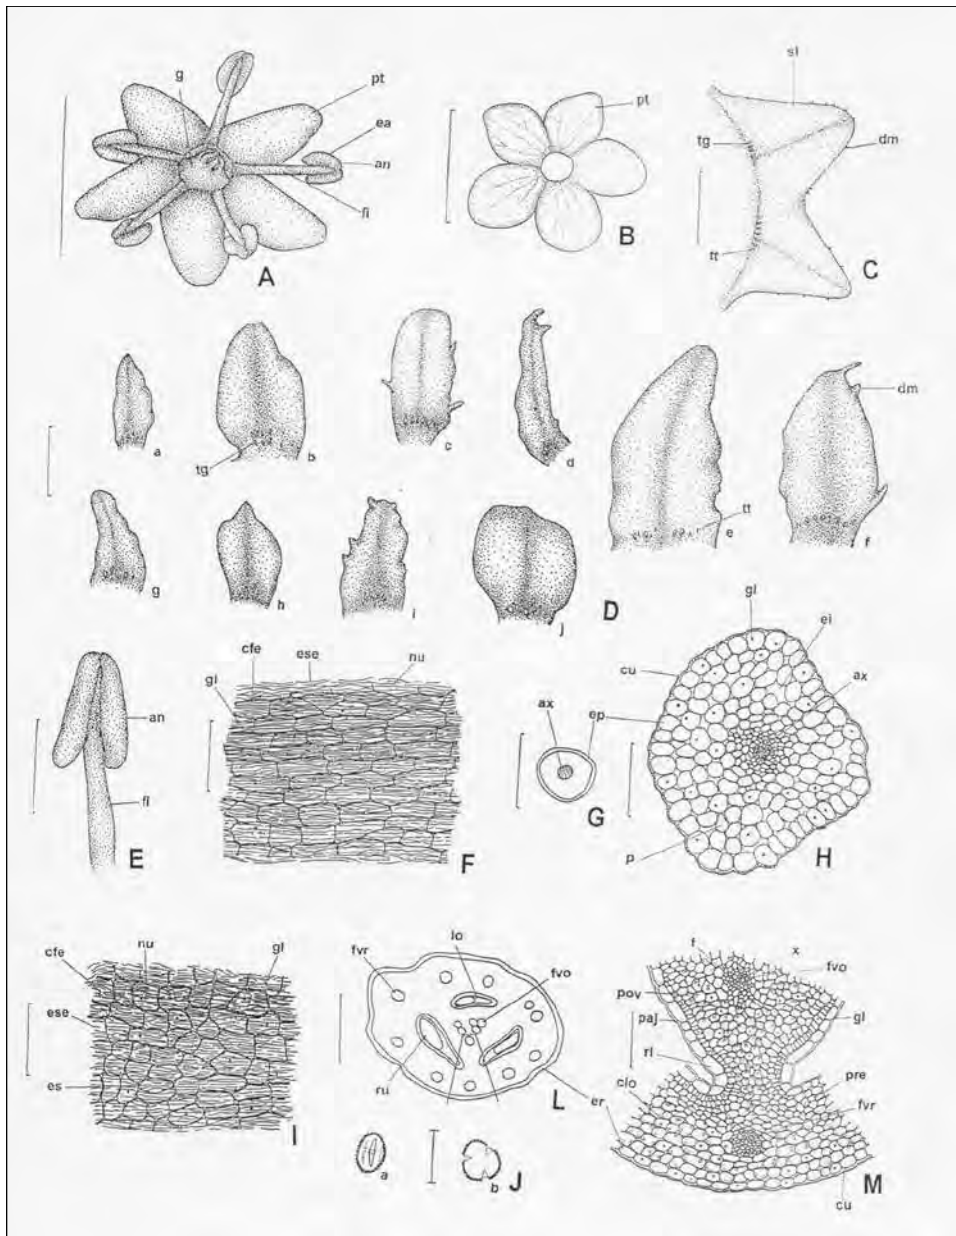 g
pt
ea
an
fi
A
pt
B
sl
tg
dm
tt
C
a
tg
b
c
d
dm
tt
e
f
g
h
i
j
D
an
fi
E
cfe
ese
nu
gl
F
ax
ep
G
gl
ei
cu
ax
p
H
cfe
nu
gl
ese
es
I
lo
fvr
fvo
ru
er
L
a
b
J
f
x
fvo
pov
paj
gl
rl
clo
pre
fvr
M
cu